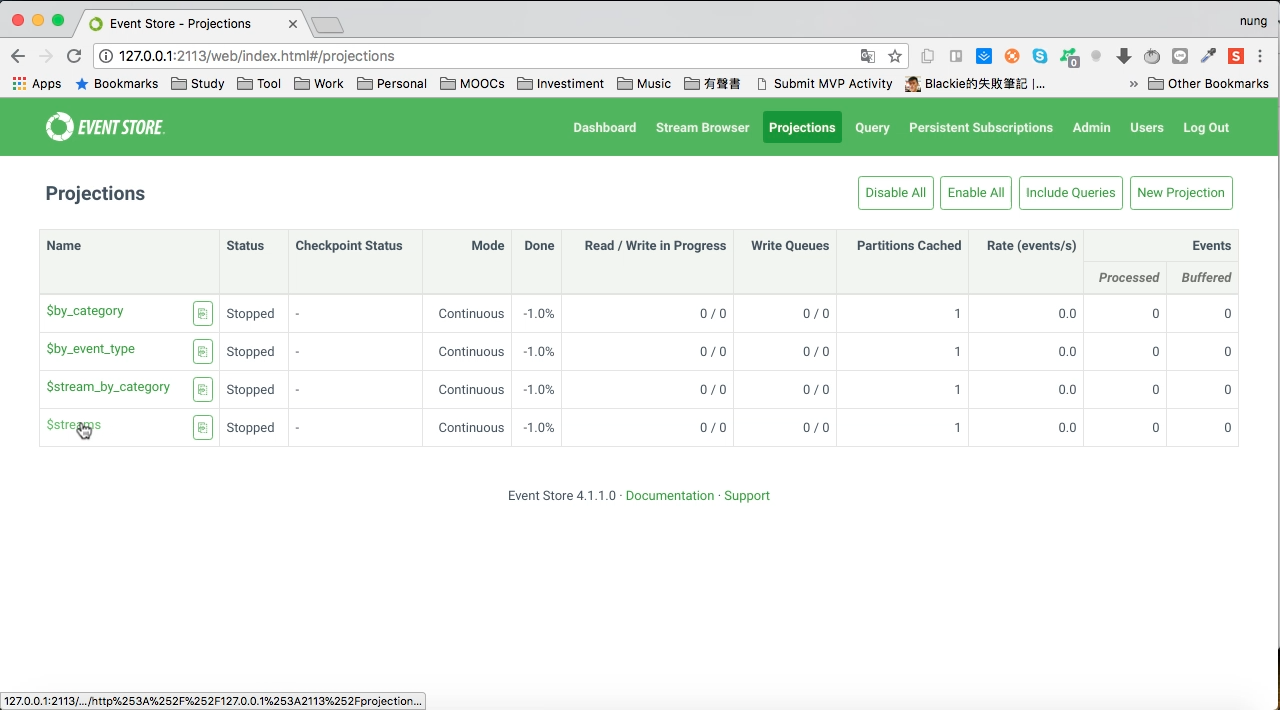 Event Store - Projections
nung
127.0.0.1:2113/web/index.html#/projections
Apps Bookmarks Study Tool Work Personal MOOCs Investiment Music 有聲書 Submit MVP Activity Blackie的失敗筆記 |... » Other Bookmarks
EVENT STORE.
Dashboard Stream Browser Projections Query Persistent Subscriptions Admin Users Log Out
Projections
Disable All Enable All Include Queries New Projection
Name Status Checkpoint Status Mode Done Read / Write in Progress Write Queues Partitions Cached Rate (events/s) Events
Processed Buffered
$by_category Stopped - Continuous -1.0% 0 / 0 0 / 0 1 0.0 0 0
$by_event_type Stopped - Continuous -1.0% 0 / 0 0 / 0 1 0.0 0 0
$stream_by_category Stopped - Continuous -1.0% 0 / 0 0 / 0 1 0.0 0 0
$streams Stopped - Continuous -1.0% 0 / 0 0 / 0 1 0.0 0 0
Event Store 4.1.1.0 · Documentation · Support
127.0.0.1:2113/.../http%253A%252F%252F127.0.0.1%253A2113%252Fprojection...